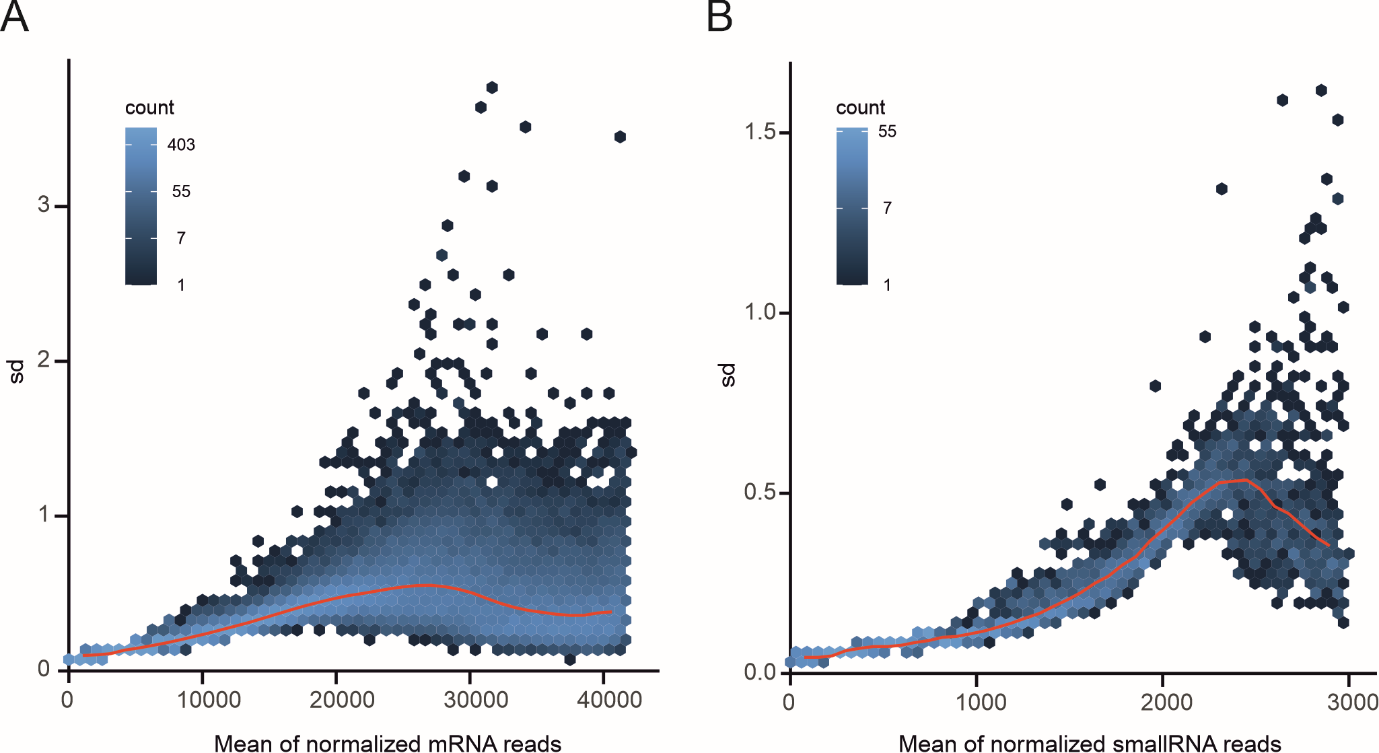 A
count
403
55
7
1
sd
3
2
1
0
0 10000 20000 30000 40000
Mean of normalized mRNA reads
B
count
55
7
1
sd
1.5
1.0
0.5
0.0
0 1000 2000 3000
Mean of normalized smallRNA reads